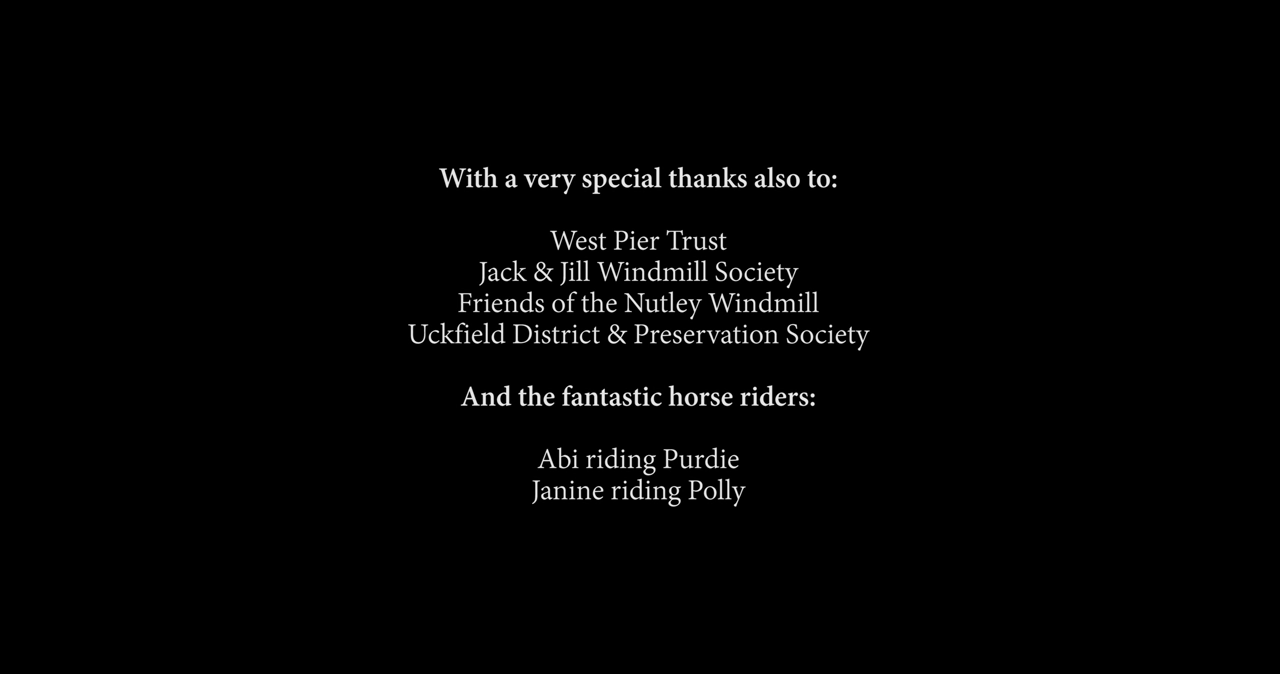 With a very special thanks also to:
West Pier Trust
Jack & Jill Windmill Society
Friends of the Nutley Windmill
Uckfield District & Preservation Society
And the fantastic horse riders:
Abi riding Purdie
Janine riding Polly